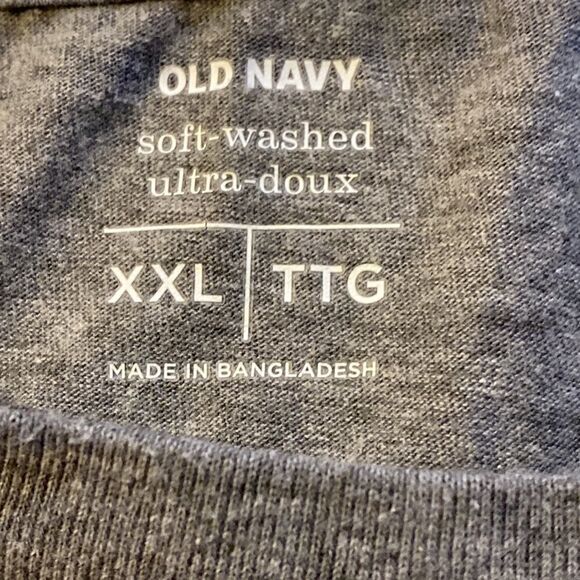 OLD NAVY
soft-washed
ultra-doux
XXL | TTG
MADE IN BANGLADESH